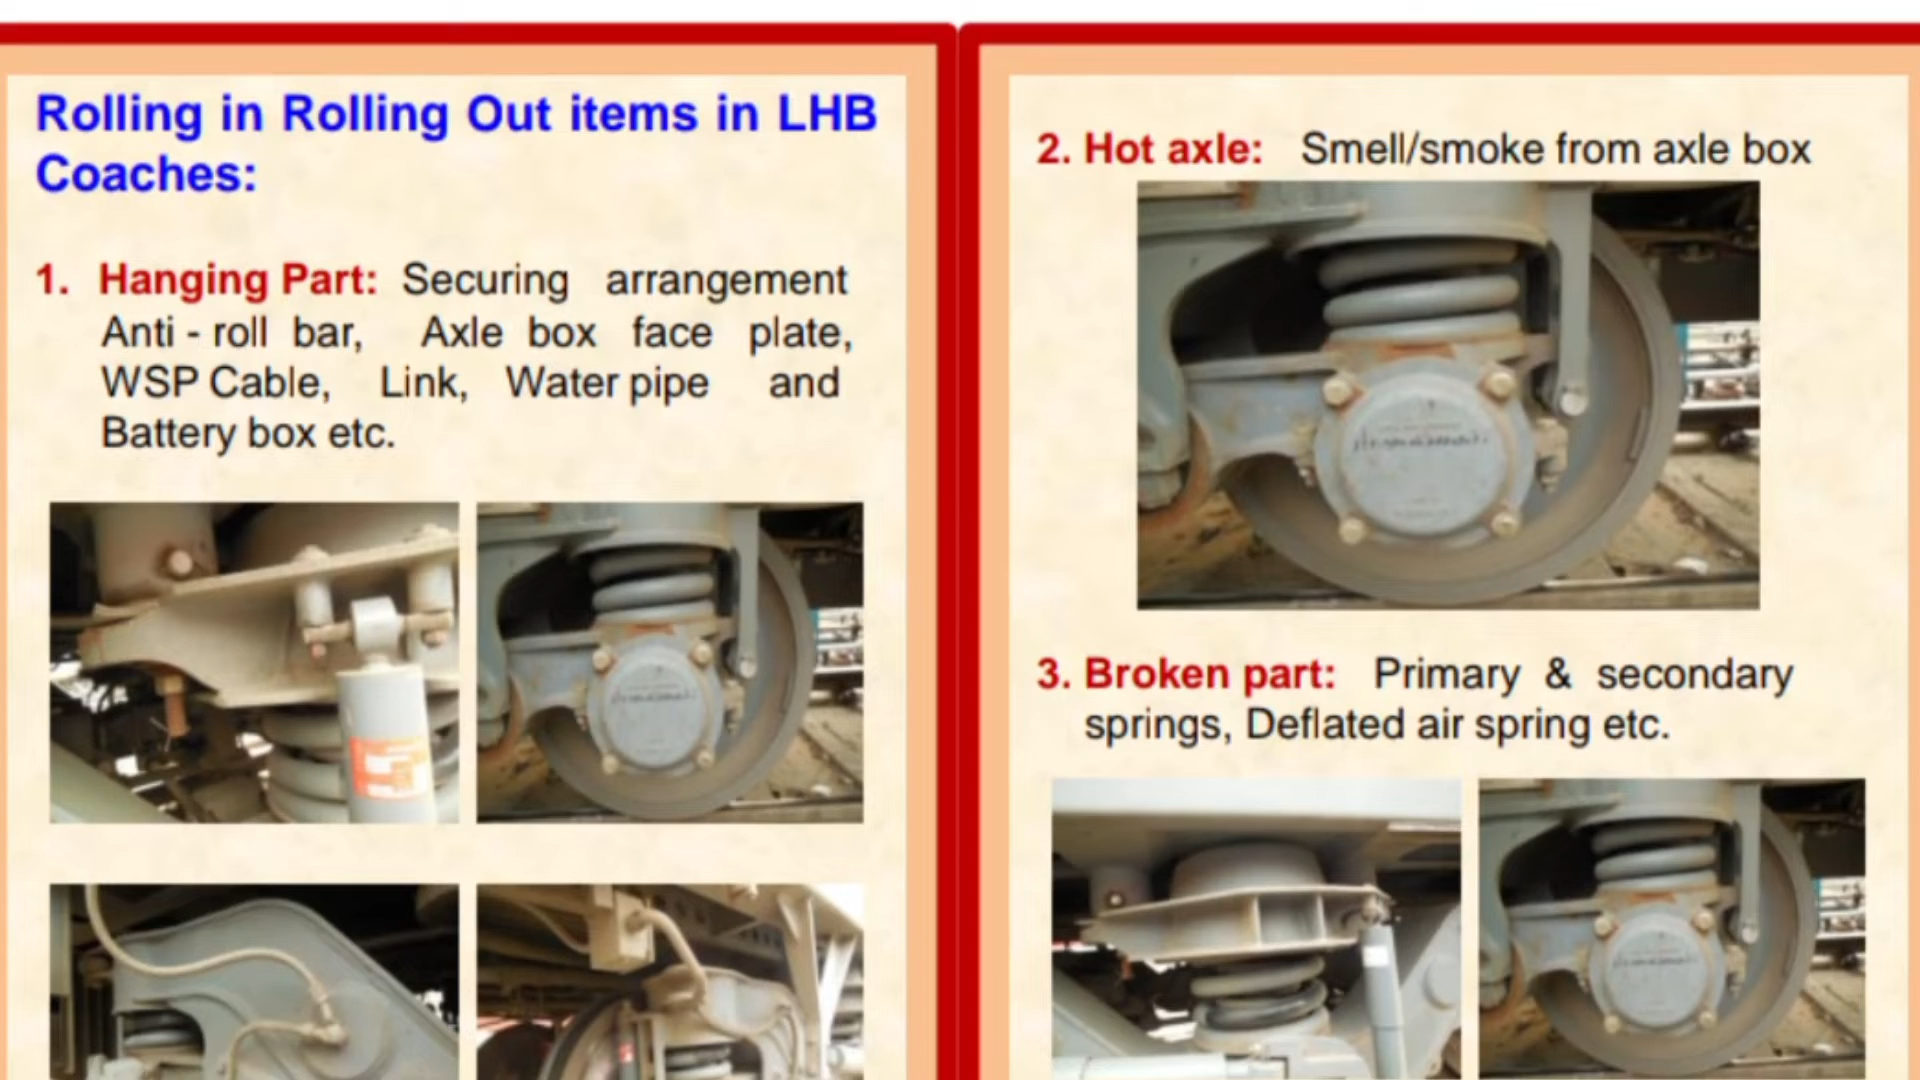 Rolling in Rolling Out items in LHB
Coaches:
1. Hanging Part: Securing arrangement
Anti - roll bar, Axle box face plate,
WSP Cable, Link, Water pipe and
Battery box etc.
2. Hot axle: Smell/smoke from axle box
3. Broken part: Primary & secondary
springs, Deflated air spring etc.